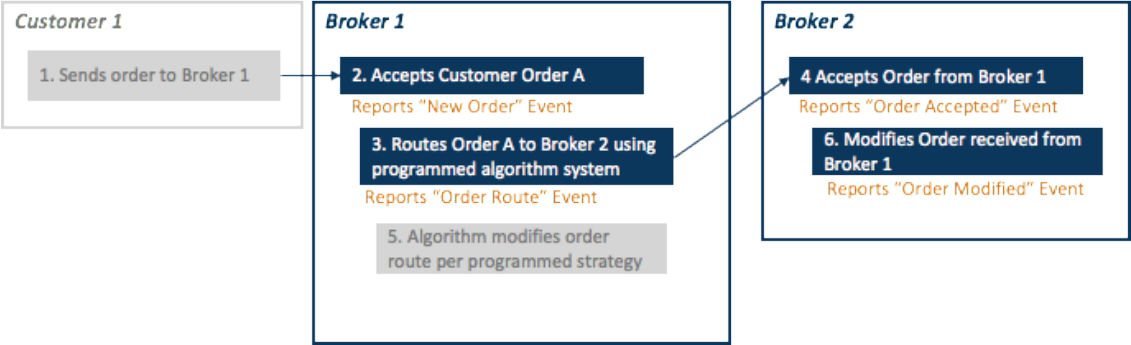 Customer 1
1. Sends order to Broker 1
Broker 1
2. Accepts Customer Order A
Reports "New Order" Event
3. Routes Order A to Broker 2 using
programmed algorithm system
Reports "Order Route" Event
5. Algorithm modifies order
route per programmed strategy
Broker 2
4 Accepts Order from Broker 1
Reports "Order Accepted" Event
6. Modifies Order received from
Broker 1
Reports "Order Modified" Event